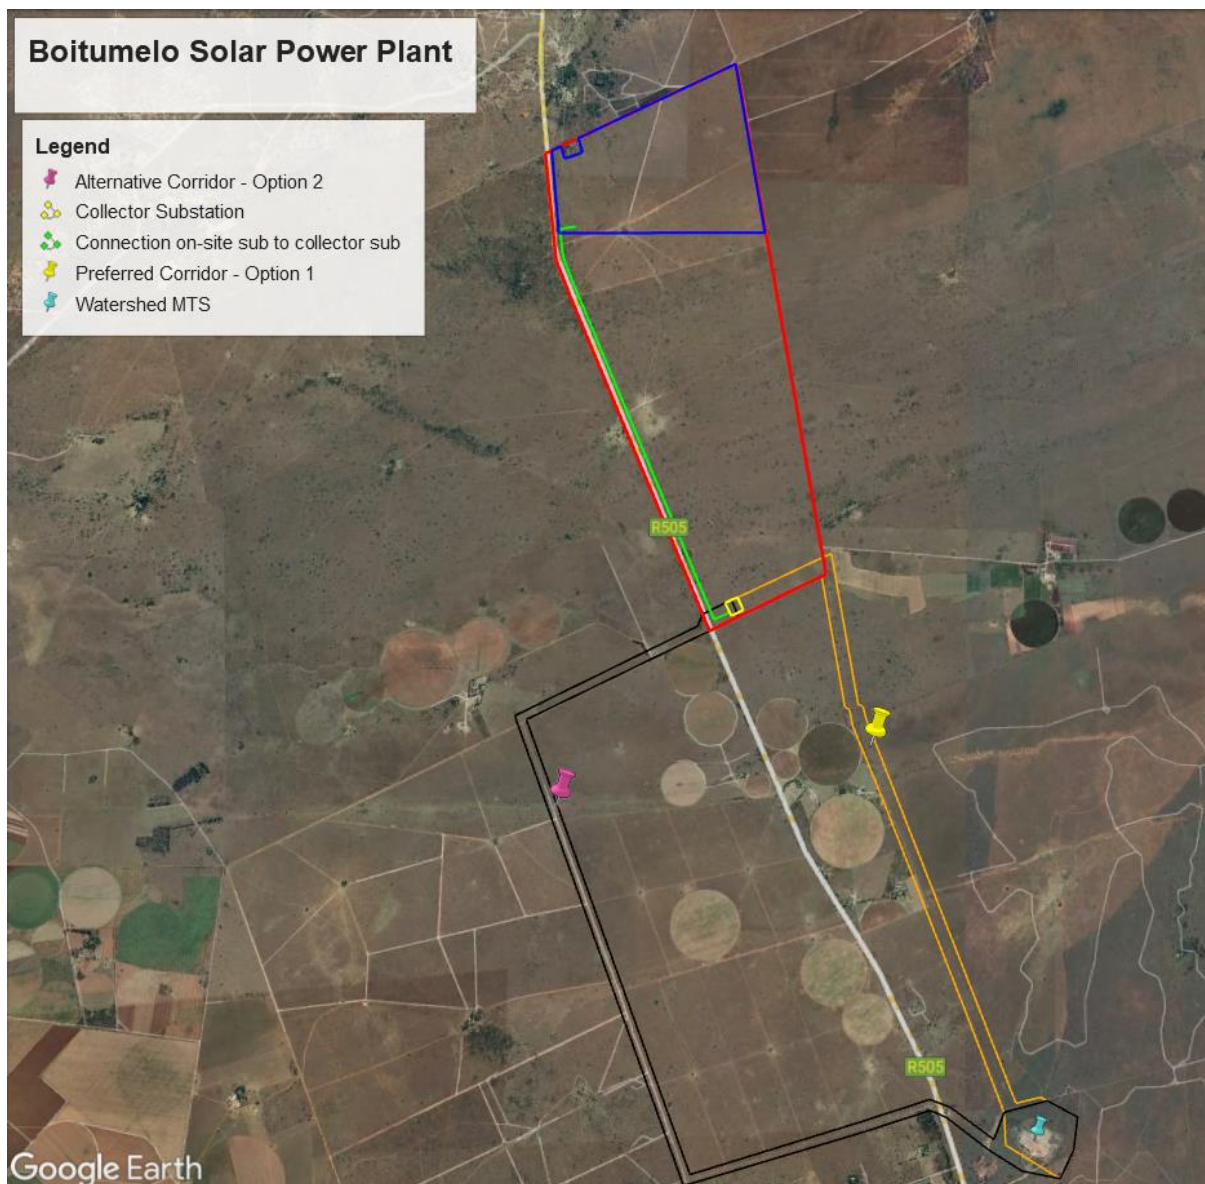 Boitumelo Solar Power Plant
Legend
Alternative Corridor - Option 2
Collector Substation
Connection on-site sub to collector sub
Preferred Corridor - Option 1
Watershed MTS
R505
R505
Google Earth